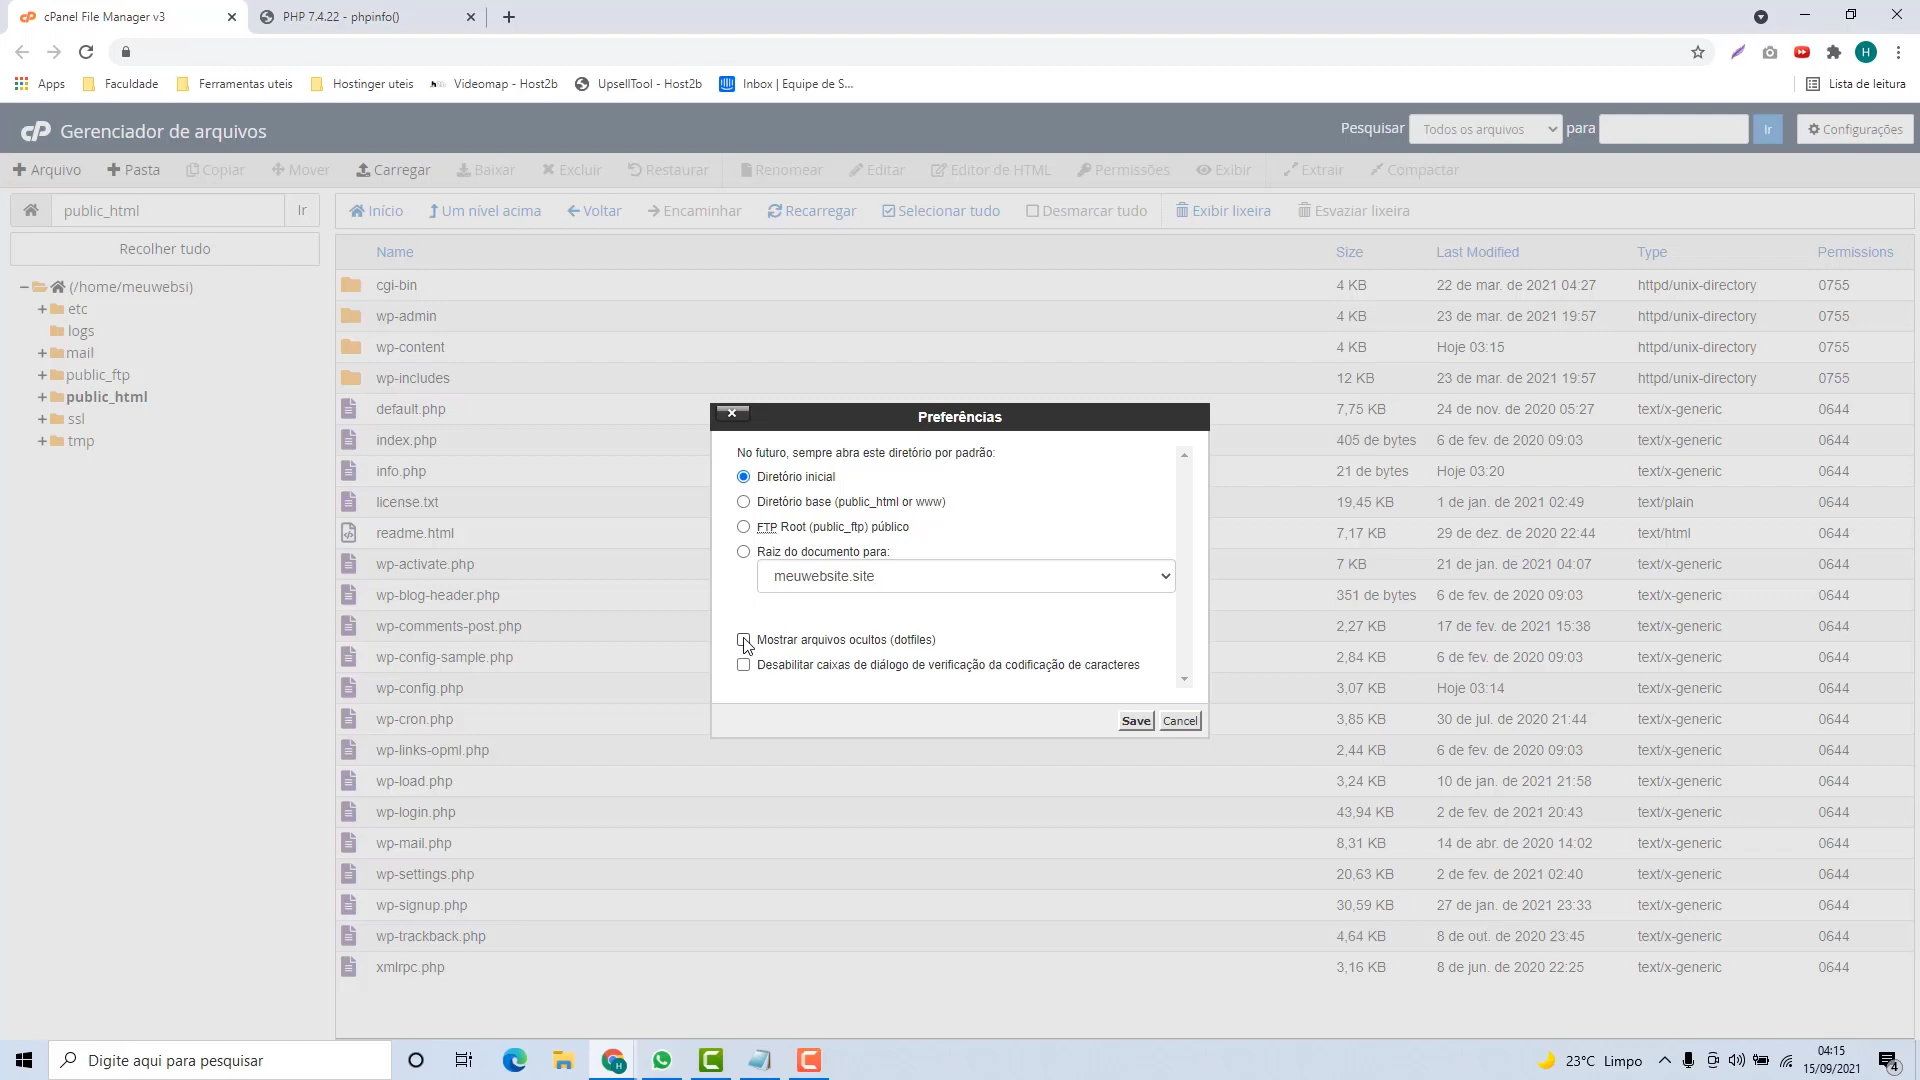 cPanel File Manager v3
PHP 7.4.22 - phpinfo()
H
Apps
Faculdade
Ferramentas uteis
Hostinger uteis
Videomap - Host2b
UpsellTool - Host2b
Inbox | Equipe de S...
Lista de leitura
cP Gerenciador de arquivos
Pesquisar
Todos os arquivos
para
Ir
Configurações
Arquivo
Pasta
Copiar
Mover
Carregar
Baixar
Excluir
Restaurar
Renomear
Editar
Editor de HTML
Permissões
Exibir
Extrair
Compactar
public_html
Ir
Início
Um nível acima
Voltar
Encaminhar
Recarregar
Selecionar tudo
Desmarcar tudo
Exibir lixeira
Esvaziar lixeira
Recolher tudo
(/home/meuwebsi)
etc
logs
mail
public_ftp
public_html
ssl
tmp
Name Size Last Modified Type Permissions
cgi-bin 4 KB 22 de mar. de 2021 04:27 httpd/unix-directory 0755
wp-admin 4 KB 23 de mar. de 2021 19:57 httpd/unix-directory 0755
wp-content 4 KB Hoje 03:15 httpd/unix-directory 0755
wp-includes 12 KB 23 de mar. de 2021 19:57 httpd/unix-directory 0755
default.php 7,75 KB 24 de nov. de 2020 05:27 text/x-generic 0644
index.php 405 de bytes 6 de fev. de 2020 09:03 text/x-generic 0644
info.php 21 de bytes Hoje 03:20 text/x-generic 0644
license.txt 19,45 KB 1 de jan. de 2021 02:49 text/plain 0644
readme.html 7,17 KB 29 de dez. de 2020 22:44 text/html 0644
wp-activate.php 7 KB 21 de jan. de 2021 04:07 text/x-generic 0644
wp-blog-header.php 351 de bytes 6 de fev. de 2020 09:03 text/x-generic 0644
wp-comments-post.php 2,27 KB 17 de fev. de 2021 15:38 text/x-generic 0644
wp-config-sample.php 2,84 KB 6 de fev. de 2020 09:03 text/x-generic 0644
wp-config.php 3,07 KB Hoje 03:14 text/x-generic 0644
wp-cron.php 3,85 KB 30 de jul. de 2020 21:44 text/x-generic 0644
wp-links-opml.php 2,44 KB 6 de fev. de 2020 09:03 text/x-generic 0644
wp-load.php 3,24 KB 10 de jan. de 2021 21:58 text/x-generic 0644
wp-login.php 43,94 KB 2 de fev. de 2021 20:43 text/x-generic 0644
wp-mail.php 8,31 KB 14 de abr. de 2020 14:02 text/x-generic 0644
wp-settings.php 20,63 KB 2 de fev. de 2021 02:40 text/x-generic 0644
wp-signup.php 30,59 KB 27 de jan. de 2021 23:33 text/x-generic 0644
wp-trackback.php 4,64 KB 8 de out. de 2020 23:45 text/x-generic 0644
xmlrpc.php 3,16 KB 8 de jun. de 2020 22:25 text/x-generic 0644
Preferências
No futuro, sempre abra este diretório por padrão:
Diretório inicial
Diretório base (public_html or www)
FTP Root (public_ftp) público
Raiz do documento para:
meuwebsite.site
Mostrar arquivos ocultos (dotfiles)
Desabilitar caixas de diálogo de verificação da codificação de caracteres
Save
Cancel
Digite aqui para pesquisar
23°C Limpo
04:15
15/09/2021
4